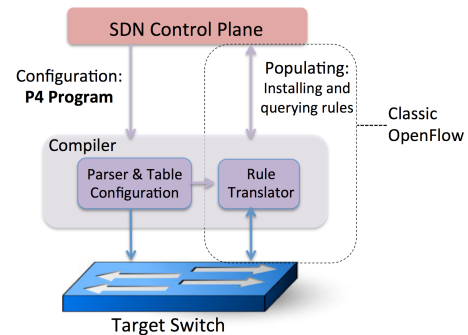 SDN Control Plane
Configuration:
P4 Program
Populating:
Installing and
querying rules
Classic
OpenFlow
Compiler
Parser & Table
Configuration
Rule
Translator
Target Switch